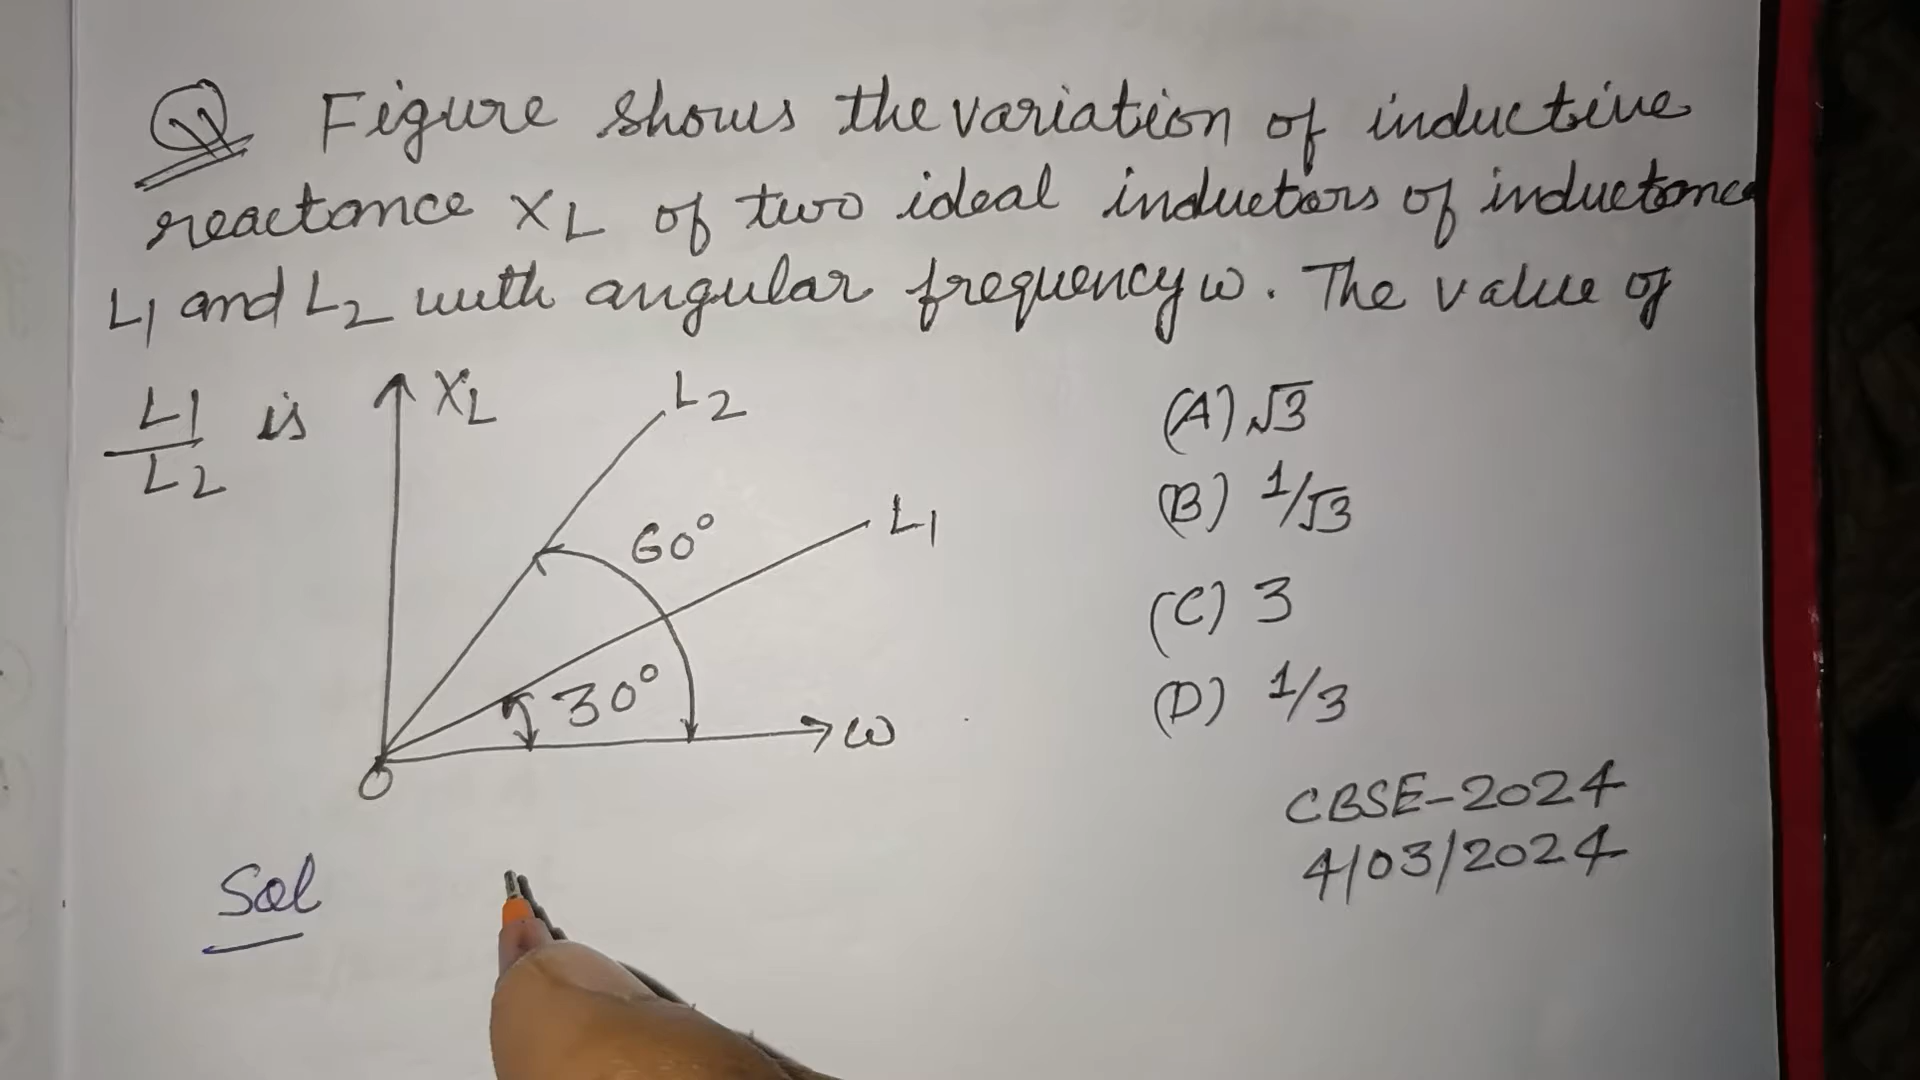 Q Figure shows the variation of inductive
reactance XL of two ideal inductors of inductance
L1 and L2 with angular frequency ω. The value of
L1/L2 is
XL
L2
L1
60°
30°
ω
O
(A) √3
(B) 1/√3
(C) 3
(D) 1/3
CBSE-2024
4/03/2024
Sol